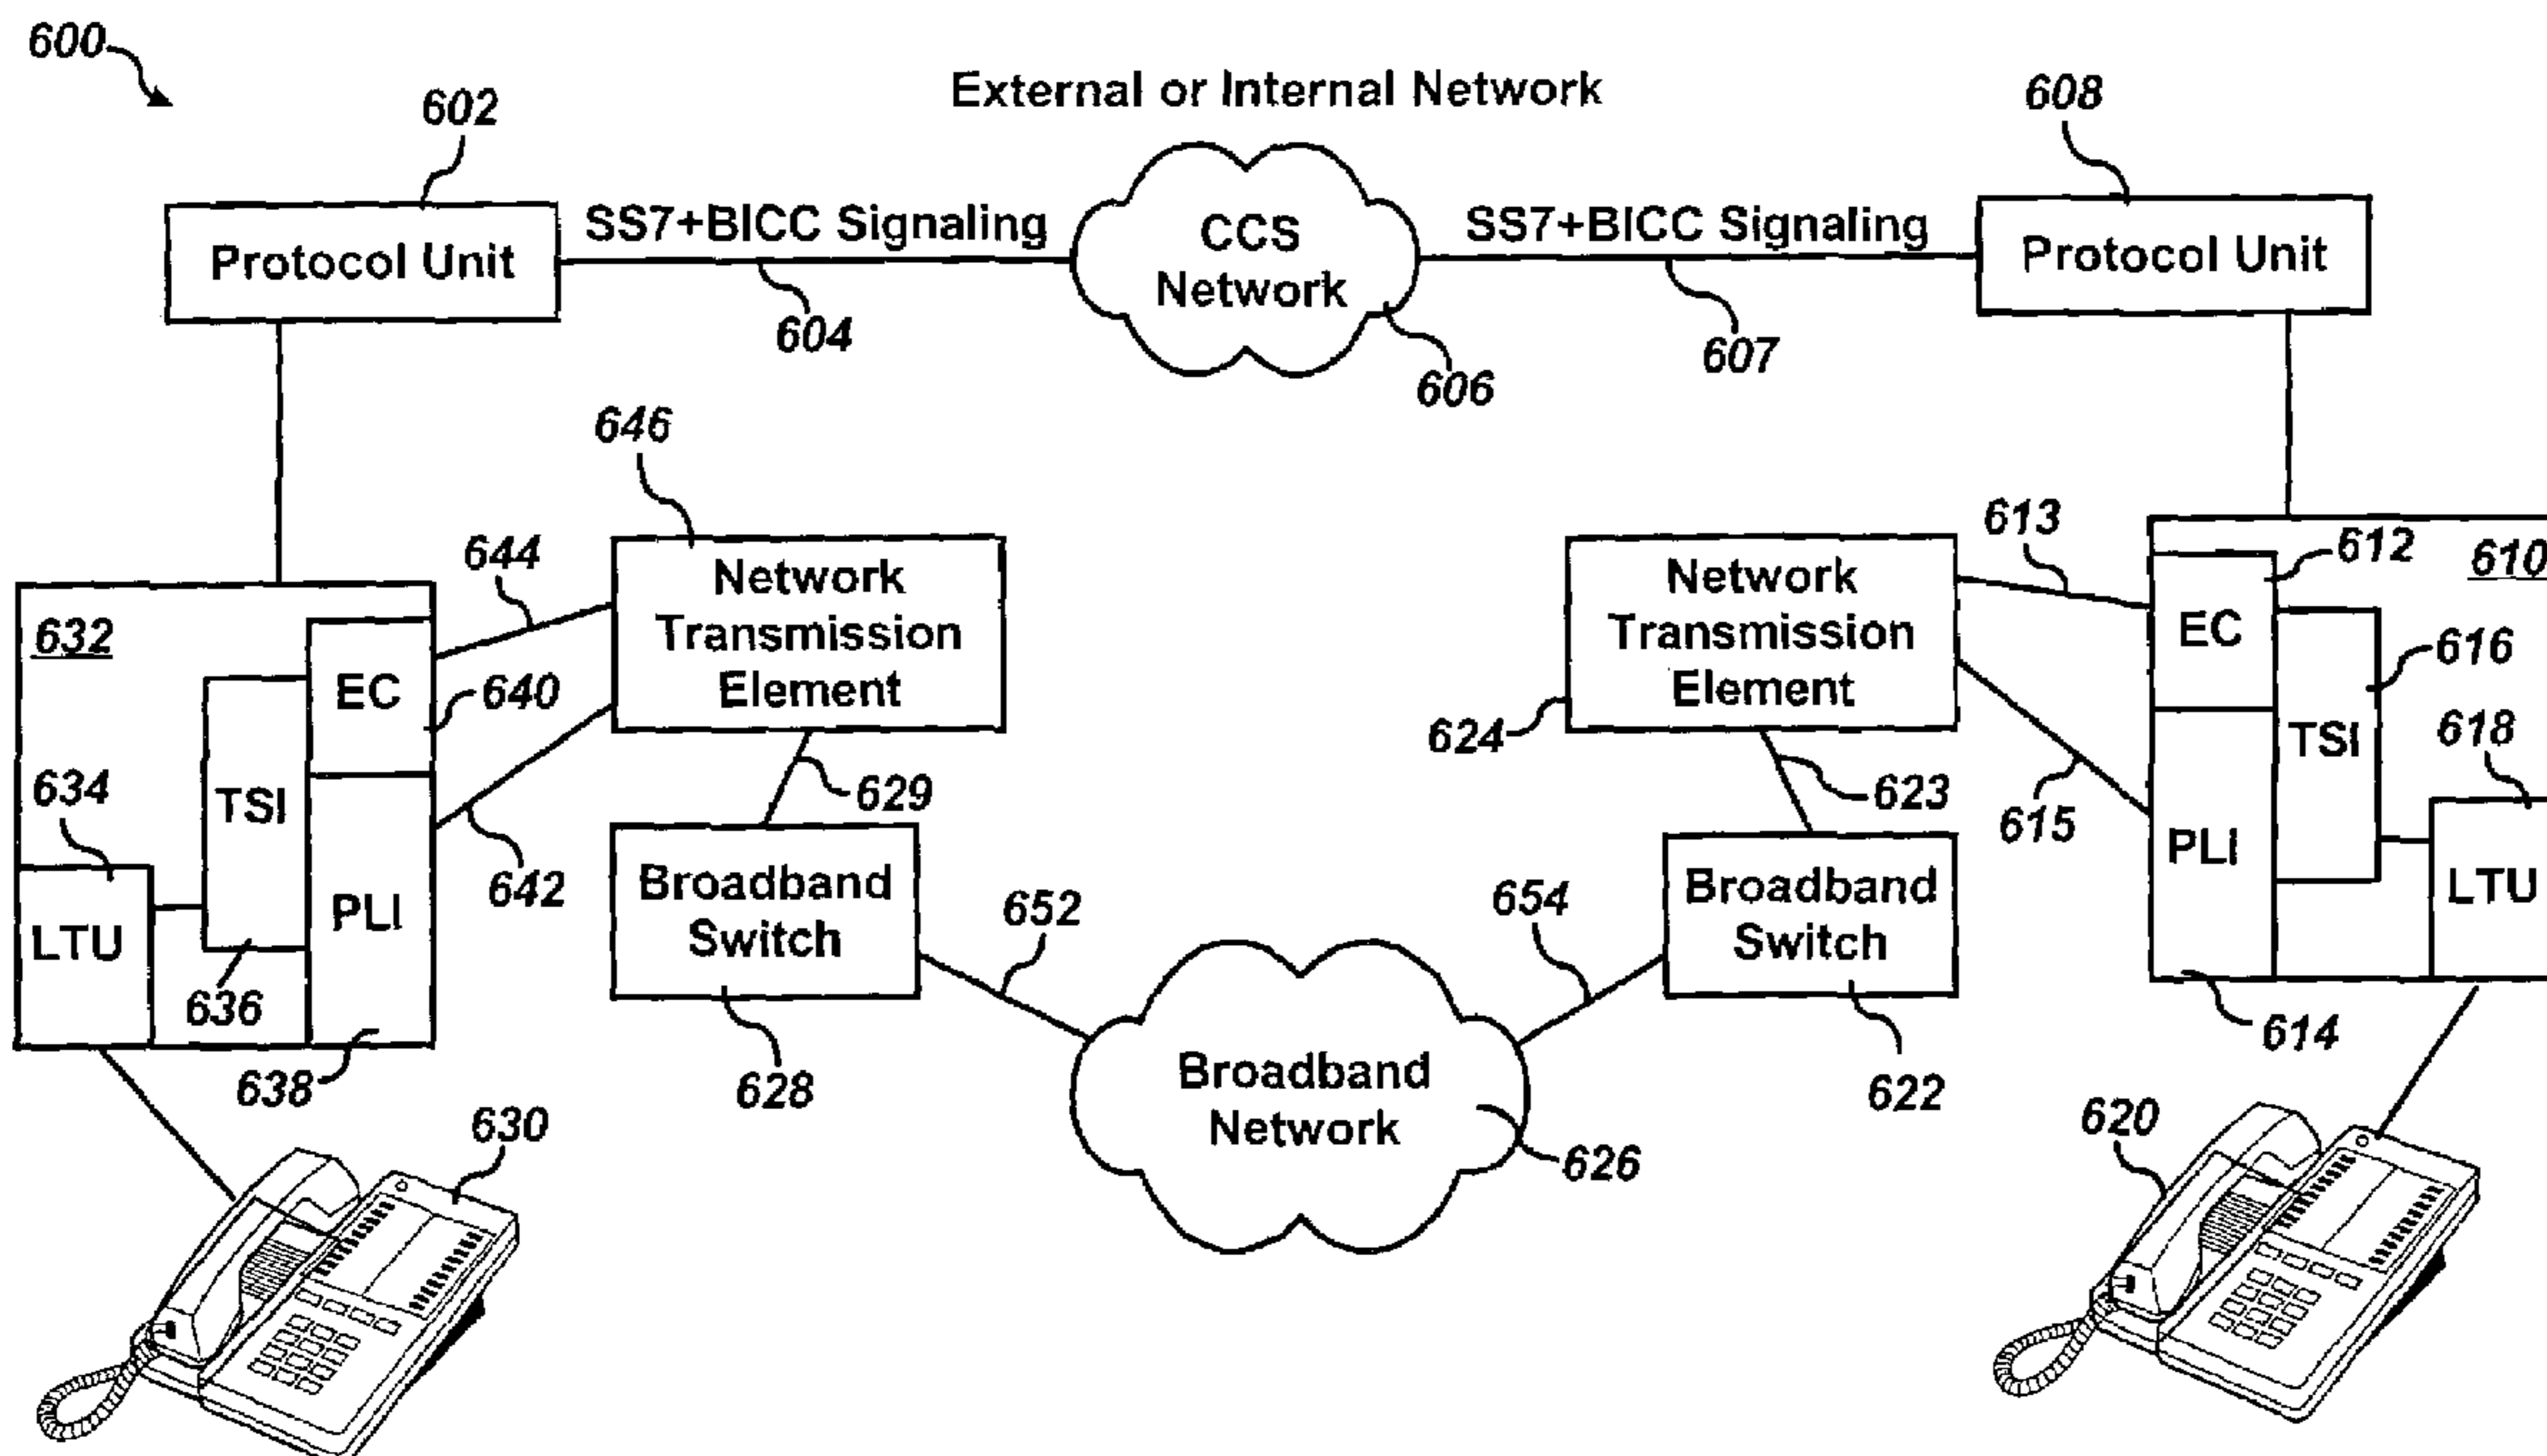 600
602
External or Internal Network
608
Protocol Unit
SS7+BICC Signaling
604
CCS
Network
606
SS7+BICC Signaling
607
Protocol Unit
646
644
Network
Transmission
Element
642
629
632
EC
640
TSI
634
LTU
PLI
636
638
Broadband
Switch
628
652
630
613
Network
Transmission
Element
624
623
615
612
610
EC
616
TSI
618
PLI
LTU
614
Broadband
Switch
622
654
Broadband
Network
626
620